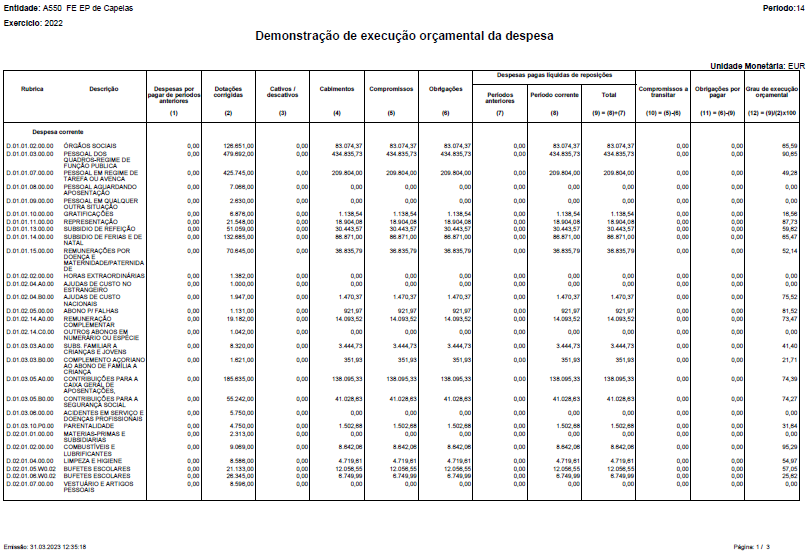 Entidade: A550 FE EP de Capelas Período:14
Exercício: 2022
Demonstração de execução orçamental da despesa
Unidade Monetária: EUR
Despesas pagas líquidas de reposições
Rubrica Descrição Despesas por pagar de períodos anteriores Dotações corrigidas Cativos / descativos Cabimentos Compromissos Obrigações Períodos anteriores Período corrente Total Compromissos a transitar Obrigações por pagar Grau de execução orçamental
(1) (2) (3) (4) (5) (6) (7) (8) (9) = (8)+(7) (10) = (5)-(6) (11) = (6)-(9) (12) = (9)/(2)x100
Despesa corrente
D.01.01.02.00.00 ÓRGÃOS SOCIAIS 0,00 126.651,00 0,00 83.074,37 83.074,37 83.074,37 0,00 83.074,37 83.074,37 0,00 0,00 65,59
D.01.01.03.00.00 PESSOAL DOS 0,00 479.692,00 0,00 434.835,73 434.835,73 434.835,73 0,00 434.835,73 434.835,73 0,00 0,00 90,65
QUADROS-REGIME DE
FUNÇÃO PÚBLICA
D.01.01.07.00.00 PESSOAL EM REGIME DE 0,00 425.745,00 0,00 209.804,00 209.804,00 209.804,00 0,00 209.804,00 209.804,00 0,00 0,00 49,28
TAREFA OU AVENCA
D.01.01.08.00.00 PESSOAL AGUARDANDO 0,00 7.066,00 0,00 0,00 0,00 0,00 0,00 0,00 0,00 0,00 0,00
APOSENTAÇÃO
D.01.01.09.00.00 PESSOAL EM QUALQUER 0,00 2.630,00 0,00 0,00 0,00 0,00 0,00 0,00 0,00 0,00 0,00
OUTRA SITUAÇÃO
D.01.01.10.00.00 GRATIFICAÇÕES 0,00 6.876,00 0,00 1.138,54 1.138,54 1.138,54 0,00 1.138,54 1.138,54 0,00 0,00 16,56
D.01.01.11.00.00 REPRESENTAÇÃO 0,00 21.548,00 0,00 18.904,08 18.904,08 18.904,08 0,00 18.904,08 18.904,08 0,00 0,00 87,73
D.01.01.13.00.00 SUBSIDIO DE REFEIÇÃO 0,00 51.059,00 0,00 30.443,57 30.443,57 30.443,57 0,00 30.443,57 30.443,57 0,00 0,00 59,62
D.01.01.14.00.00 SUBSIDIO DE FERIAS E DE 0,00 132.685,00 0,00 86.871,00 86.871,00 86.871,00 0,00 86.871,00 86.871,00 0,00 0,00 65,47
NATAL
D.01.01.15.00.00 REMUNERAÇÕES POR 0,00 70.645,00 0,00 36.835,79 36.835,79 36.835,79 0,00 36.835,79 36.835,79 0,00 0,00 52,14
DOENÇA E
MATERNIDADE/PATERNIDA
DE
D.01.02.02.00.00 HORAS EXTRAORDINÁRIAS 0,00 1.382,00 0,00 0,00 0,00 0,00 0,00 0,00 0,00 0,00 0,00
D.01.02.04.A0.00 AJUDAS DE CUSTO NO 0,00 1.000,00 0,00 0,00 0,00 0,00 0,00 0,00 0,00 0,00 0,00
ESTRANGEIRO
D.01.02.04.B0.00 AJUDAS DE CUSTO 0,00 1.947,00 0,00 1.470,37 1.470,37 1.470,37 0,00 1.470,37 1.470,37 0,00 0,00 75,52
NACIONAIS
D.01.02.05.00.00 ABONO P/ FALHAS 0,00 1.131,00 0,00 921,97 921,97 921,97 0,00 921,97 921,97 0,00 0,00 81,52
D.01.02.14.A0.00 REMUNERAÇÃO 0,00 19.182,00 0,00 14.093,52 14.093,52 14.093,52 0,00 14.093,52 14.093,52 0,00 0,00 73,47
COMPLEMENTAR
D.01.02.14.C0.00 OUTROS ABONOS EM 0,00 1.042,00 0,00 0,00 0,00 0,00 0,00 0,00 0,00 0,00 0,00
NUMERÁRIO OU ESPÉCIE
D.01.03.03.A0.00 SUBS. FAMILIAR A 0,00 8.320,00 0,00 3.444,73 3.444,73 3.444,73 0,00 3.444,73 3.444,73 0,00 0,00 41,40
CRIANÇAS E JOVENS
D.01.03.03.B0.00 COMPLEMENTO AÇORIANO 0,00 1.621,00 0,00 351,93 351,93 351,93 0,00 351,93 351,93 0,00 0,00 21,71
AO ABONO DE FAMÍLIA A
CRIANÇA
D.01.03.05.A0.00 CONTRIBUIÇÕES PARA A 0,00 185.635,00 0,00 138.095,33 138.095,33 138.095,33 0,00 138.095,33 138.095,33 0,00 0,00 74,39
CAIXA GERAL DE
APOSENTAÇÕES,
D.01.03.05.B0.00 CONTRIBUIÇÕES PARA A 0,00 55.242,00 0,00 41.028,63 41.028,63 41.028,63 0,00 41.028,63 41.028,63 0,00 0,00 74,27
SEGURANÇA SOCIAL
D.01.03.06.00.00 ACIDENTES EM SERVIÇO E 0,00 5.750,00 0,00 0,00 0,00 0,00 0,00 0,00 0,00 0,00 0,00
DOENÇAS PROFISSIONAIS
D.01.03.10.P0.00 PARENTALIDADE 0,00 4.750,00 0,00 1.502,68 1.502,68 1.502,68 0,00 1.502,68 1.502,68 0,00 0,00 31,64
D.02.01.01.00.00 MATERIAS-PRIMAS E 0,00 2.313,00 0,00 0,00 0,00 0,00 0,00 0,00 0,00 0,00 0,00
SUBSIDIARIAS
D.02.01.02.00.00 COMBUSTÍVEIS E 0,00 9.069,00 0,00 8.642,06 8.642,06 8.642,06 0,00 8.642,06 8.642,06 0,00 0,00 95,29
LUBRIFICANTES
D.02.01.04.00.00 LIMPEZA E HIGIENE 0,00 8.586,00 0,00 4.719,61 4.719,61 4.719,61 0,00 4.719,61 4.719,61 0,00 0,00 54,97
D.02.01.05.W0.02 BUFETES ESCOLARES 0,00 21.133,00 0,00 12.056,55 12.056,55 12.056,55 0,00 12.056,55 12.056,55 0,00 0,00 57,05
D.02.01.06.W0.02 BUFETES ESCOLARES 0,00 26.345,00 0,00 6.749,99 6.749,99 6.749,99 0,00 6.749,99 6.749,99 0,00 0,00 25,62
D.02.01.07.00.00 VESTUÁRIO E ARTIGOS 0,00 8.596,00 0,00 0,00 0,00 0,00 0,00 0,00 0,00 0,00 0,00
PESSOAIS
Emissão: 31.03.2023 12:35:18 Página: 1 / 3